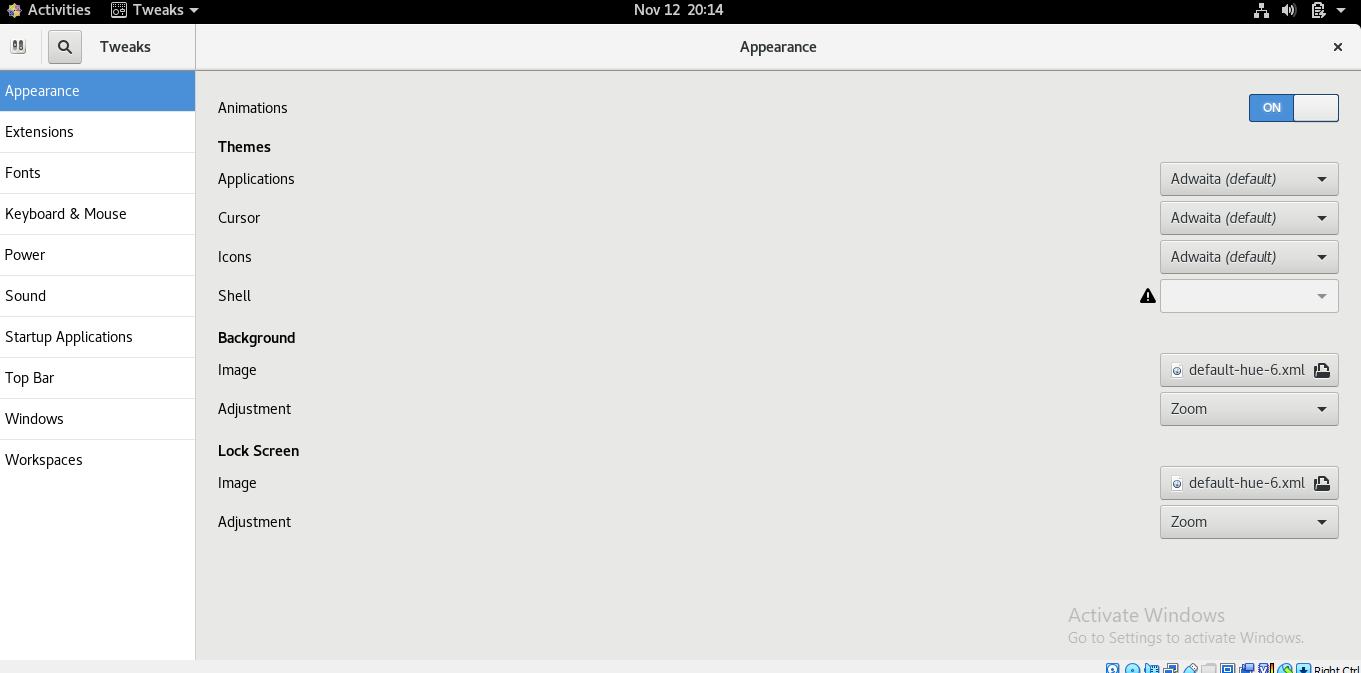 Activities Tweaks Nov 12 20:14
Tweaks Appearance
Appearance
Extensions
Fonts
Keyboard & Mouse
Power
Sound
Startup Applications
Top Bar
Windows
Workspaces
Animations ON
Themes
Applications Adwaita (default)
Cursor Adwaita (default)
Icons Adwaita (default)
Shell
Background
Image default-hue-6.xml
Adjustment Zoom
Lock Screen
Image default-hue-6.xml
Adjustment Zoom
Activate Windows
Go to Settings to activate Windows.
Right Ctrl